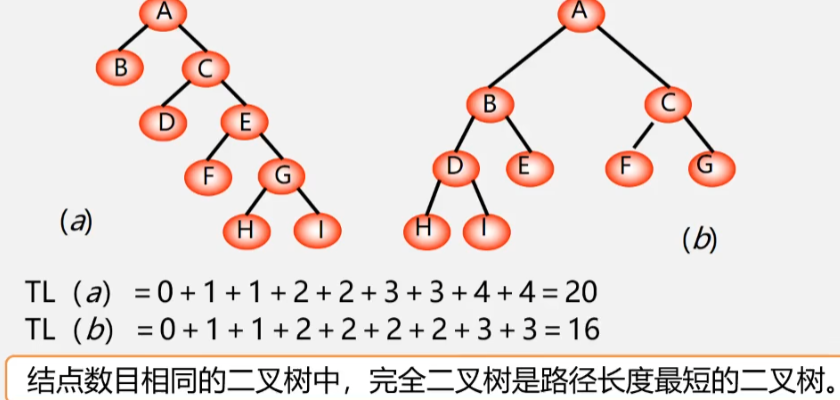 A
B
C
D
E
F
G
H
I
(a)
A
B
C
D
E
F
G
H
I
(b)
TL (a) =0+1+1+2+2+3+3+4+4=20
TL (b) =0+1+1+2+2+2+2+3+3=16
结点数目相同的二叉树中，完全二叉树是路径长度最短的二叉树。